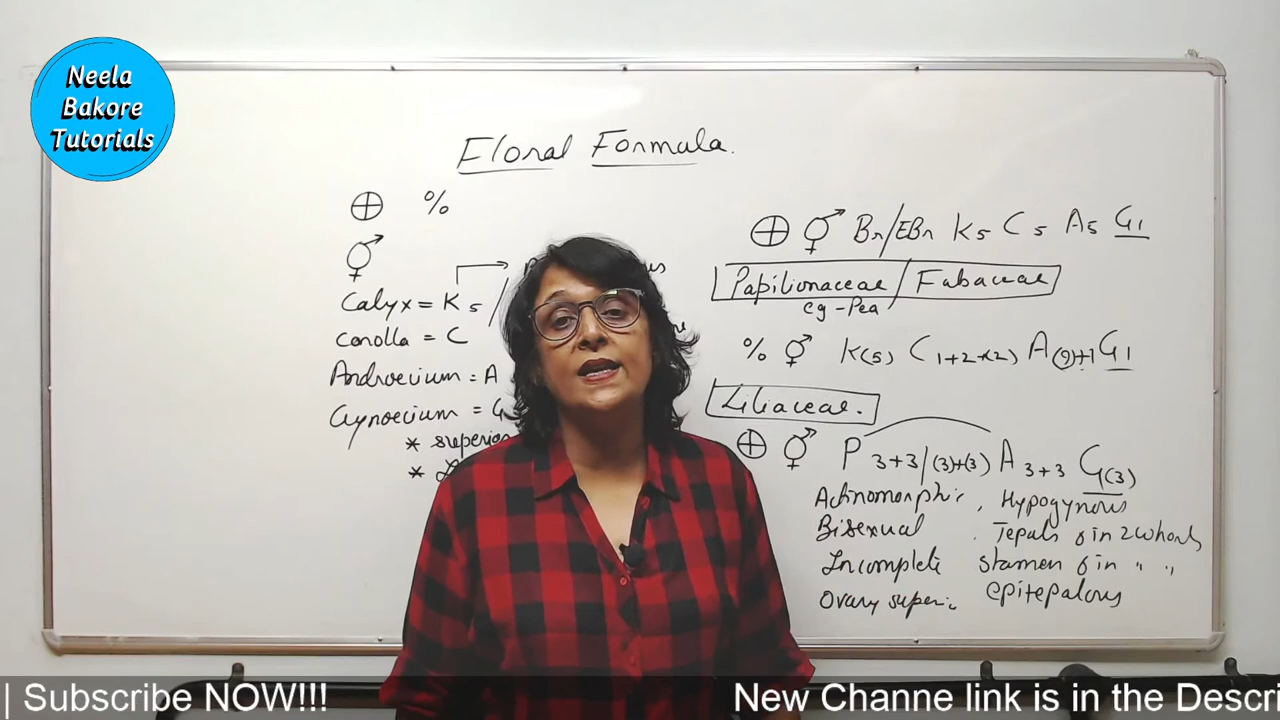 Neela
Bakore
Tutorials
Floral Formula.
⊕ %
⚥
Calyx = K 5 /
Corolla = C
Androecium = A
Gynoecium = G
* superior
*
⊕ ⚥ Br/EBr K5 C5 A5 G1
Papilionaceae / Fabaceae
eg - Pea
% ⚥ K(5) C1+2+(2) A(9)+1 G1
Liliaceae.
⊕ ⚥ P 3+3/(3)+(3) A 3+3 G(3)
Actinomorphic, Hypogynous
Bisexual . Tepals 6 in 2 whorls
Incomplete stamen 6 in " "
Ovary superior epitepalous
| Subscribe NOW!!! New Channe link is in the Descri